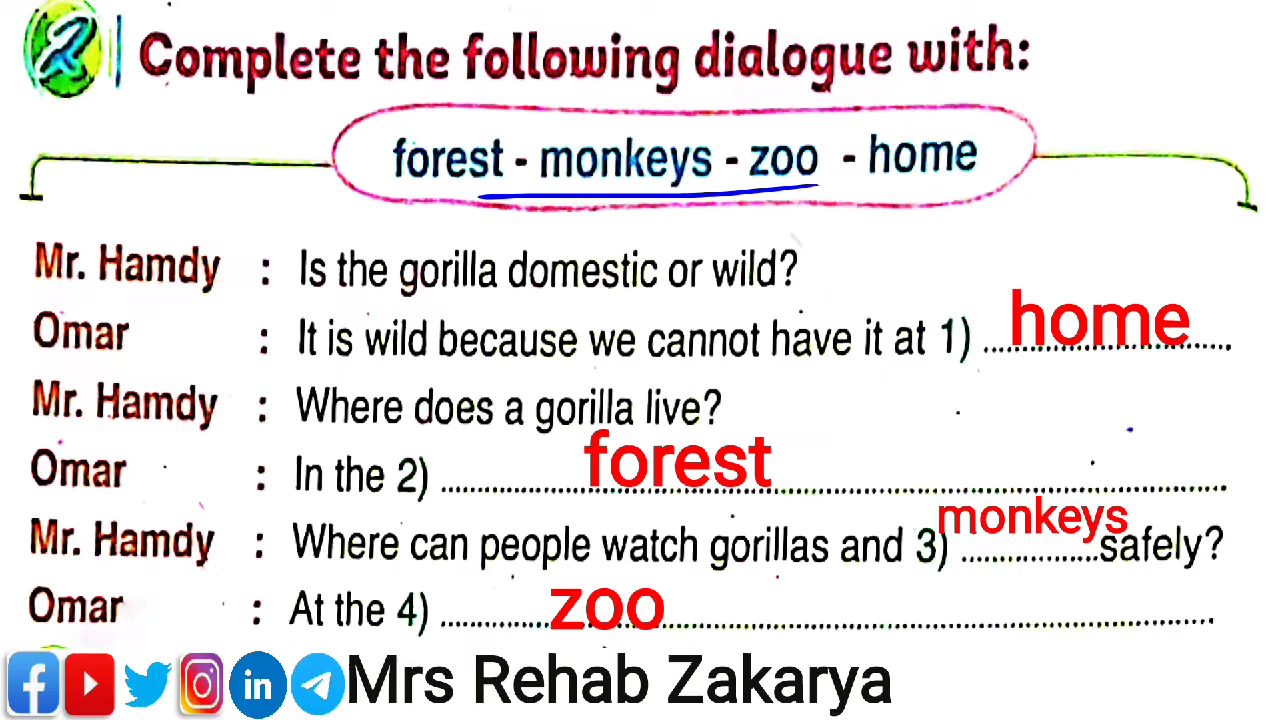 2 Complete the following dialogue with:
forest - monkeys - zoo - home
Mr. Hamdy : Is the gorilla domestic or wild?
Omar : It is wild because we cannot have it at 1) .......home.......
Mr. Hamdy : Where does a gorilla live?
Omar : In the 2) .......forest.......
Mr. Hamdy : Where can people watch gorillas and 3) .......monkeys.......safely?
Omar : At the 4) .......zoo.......
Mrs Rehab Zakarya